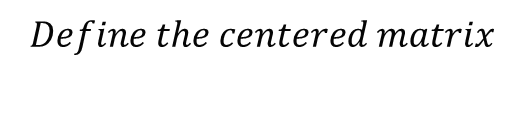 Define the centered matrix